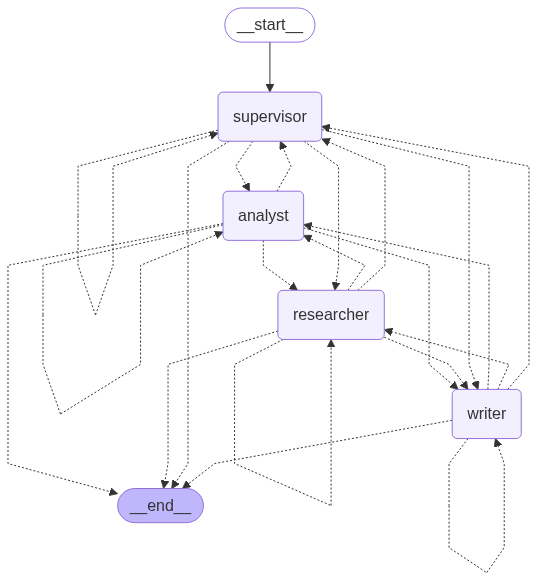 __start__
supervisor
analyst
researcher
writer
__end__